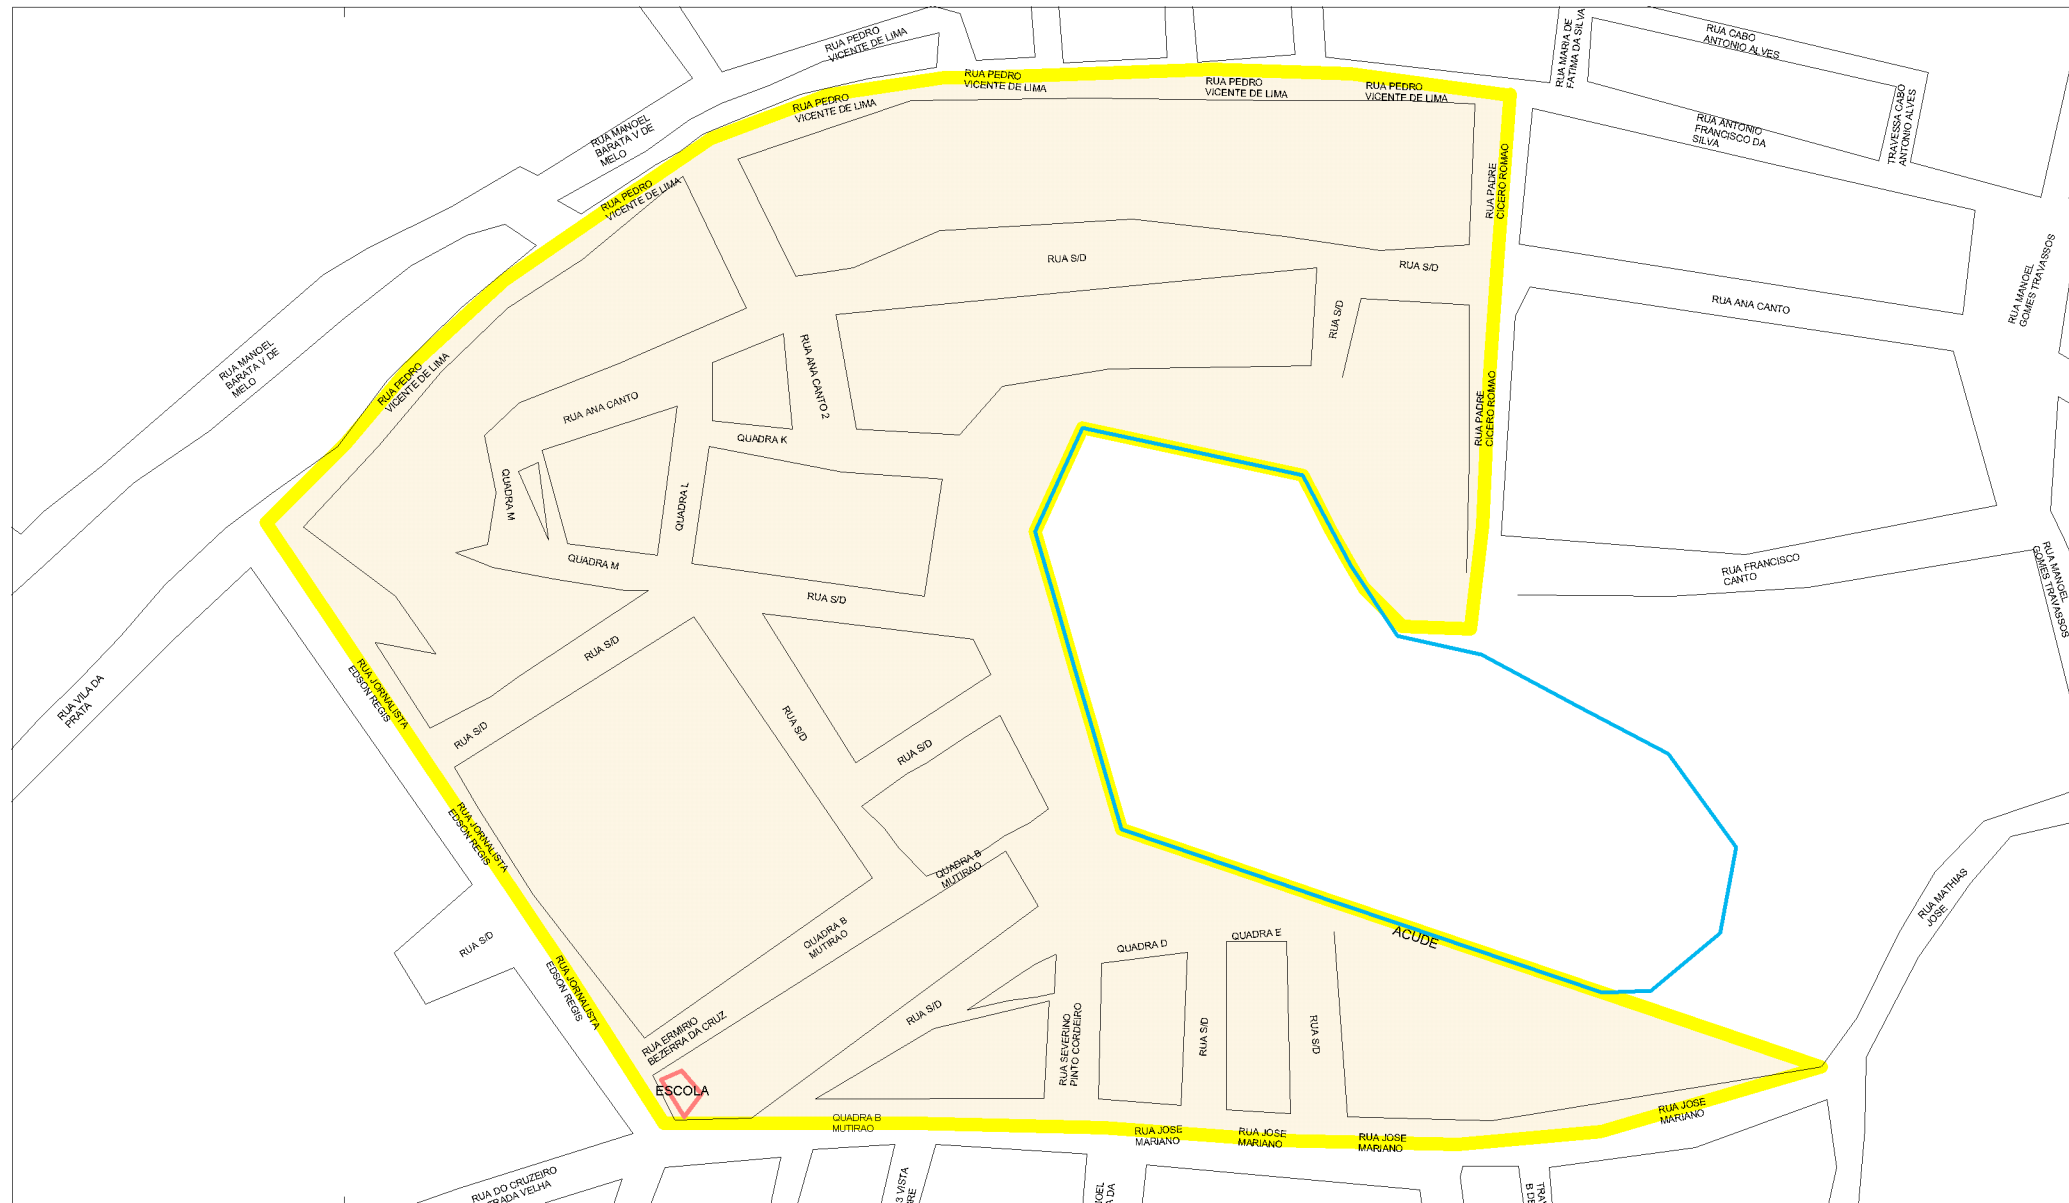 RUA PEDRO
VICENTE DE LIMA
RUA MARIA DE
FATIMA DA SILVA
RUA CABO
ANTONIO ALVES
RUA PEDRO
VICENTE DE LIMA
RUA PEDRO
VICENTE DE LIMA
RUA PEDRO
VICENTE DE LIMA
RUA PEDRO
VICENTE DE LIMA
TRAVESSA CABO
ANTONIO ALVES
RUA MANOEL
BARATA V DE
MELO
RUA ANTONIO
FRANCISCO DA
SILVA
RUA PEDRO
VICENTE DE LIMA
RUA PADRE
CICERO ROMAO
RUA S/D
RUA S/D
RUA MANOEL
GOMES TRAVASSOS
RUA ANA CANTO
RUA S/D
RUA MANOEL
BARATA V DE
MELO
RUA PEDRO
VICENTE DE LIMA
RUA ANA CANTO 2
RUA ANA CANTO
RUA PADRE
CICERO ROMAO
QUADRA K
QUADRA M
QUADRA L
QUADRA M
RUA FRANCISCO
CANTO
RUA MANOEL
GOMES TRAVASSOS
RUA S/D
RUA S/D
RUA VILA DA
PRATA
RUA JORNALISTA
EDSON REGIS
RUA S/D
RUA S/D
RUA S/D
RUA JORNALISTA
EDSON REGIS
QUADRA B
MUTIRAO
RUA MATHIAS
JOSE
QUADRA B
MUTIRAO
RUA S/D
ACUDE
QUADRA D
QUADRA E
RUA JORNALISTA
EDSON REGIS
RUA S/D
RUA ERMIRIO
BEZERRA DA CRUZ
RUA SEVERINO
PINTO CORDEIRO
RUA S/D
RUA S/D
ESCOLA
QUADRA B
MUTIRAO
RUA JOSE
MARIANO
RUA JOSE
MARIANO
RUA JOSE
MARIANO
RUA JOSE
MARIANO
RUA DO CRUZEIRO
TRADA VELHA
3 VISTA